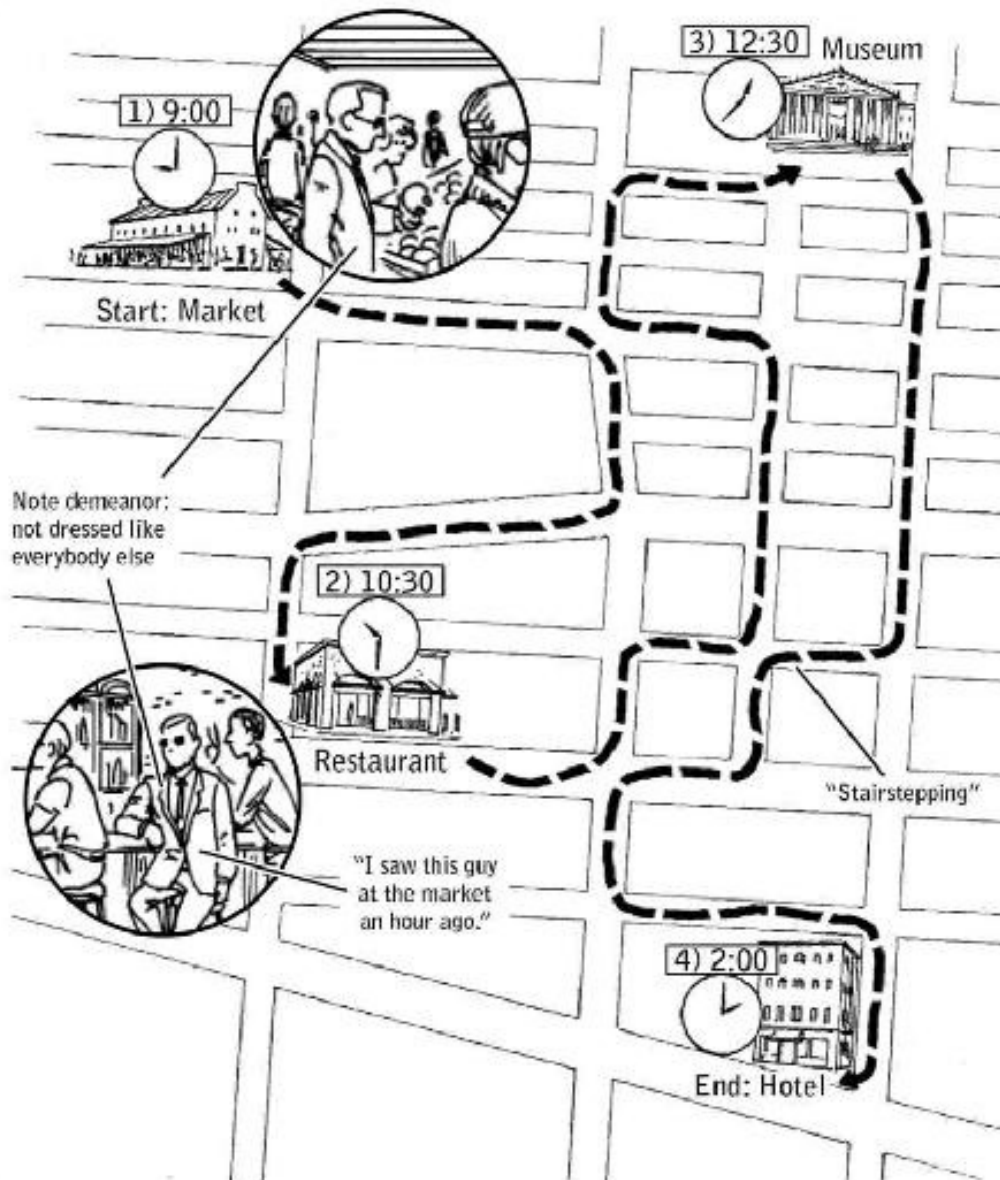 1) 9:00
3) 12:30
Museum
Start: Market
Note demeanor:
not dressed like
everybody else
2) 10:30
Restaurant
"Stairstepping"
"I saw this guy
at the market
an hour ago."
4) 2:00
End: Hotel